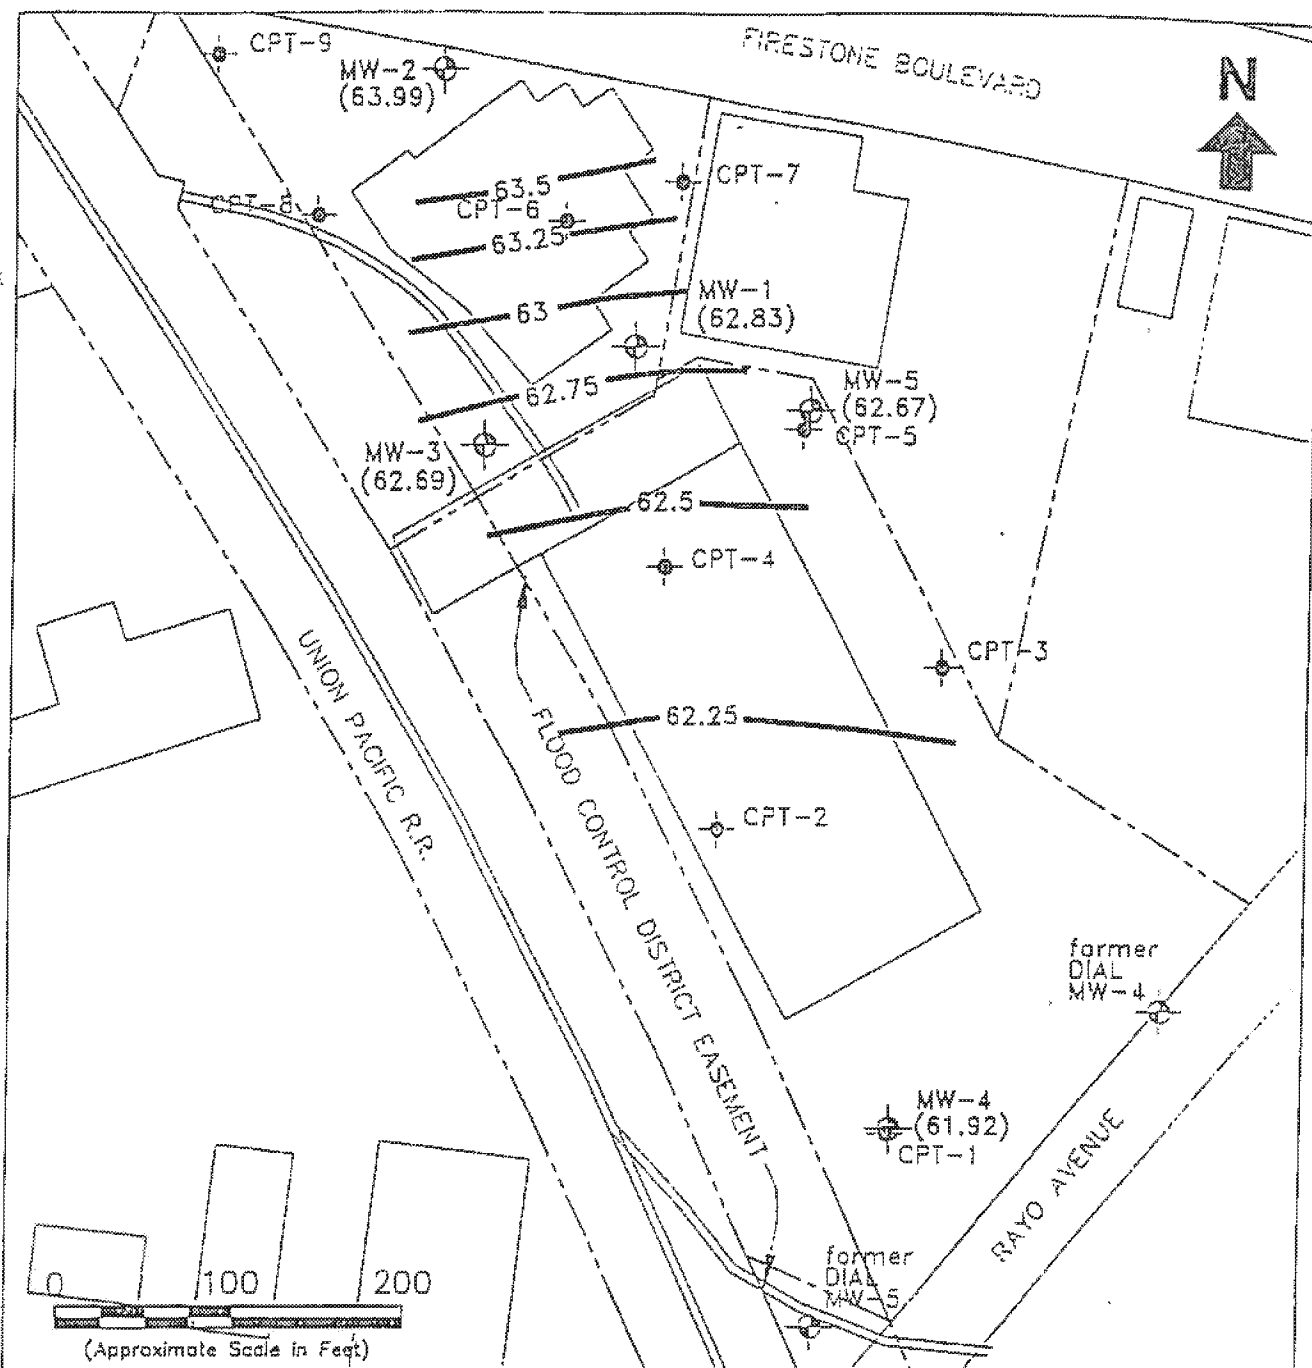 FIRESTONE BOULEVARD
N
CPT-9
MW-2
(63.99)
63.5
CPT-7
CPT-8
CPT-6
63.25
MW-1
(62.83)
63
62.75
MW-5
(62.67)
CPT-5
MW-3
(62.69)
62.5
CPT-4
CPT-3
UNION PACIFIC R.R.
62.25
FLOOD CONTROL DISTRICT EASEMENT
CPT-2
former
DIAL
MW-4
MW-4
(61.92)
CPT-1
RAYO AVENUE
former
DIAL
MW-5
0 100 200
(Approximate Scale in Feet)